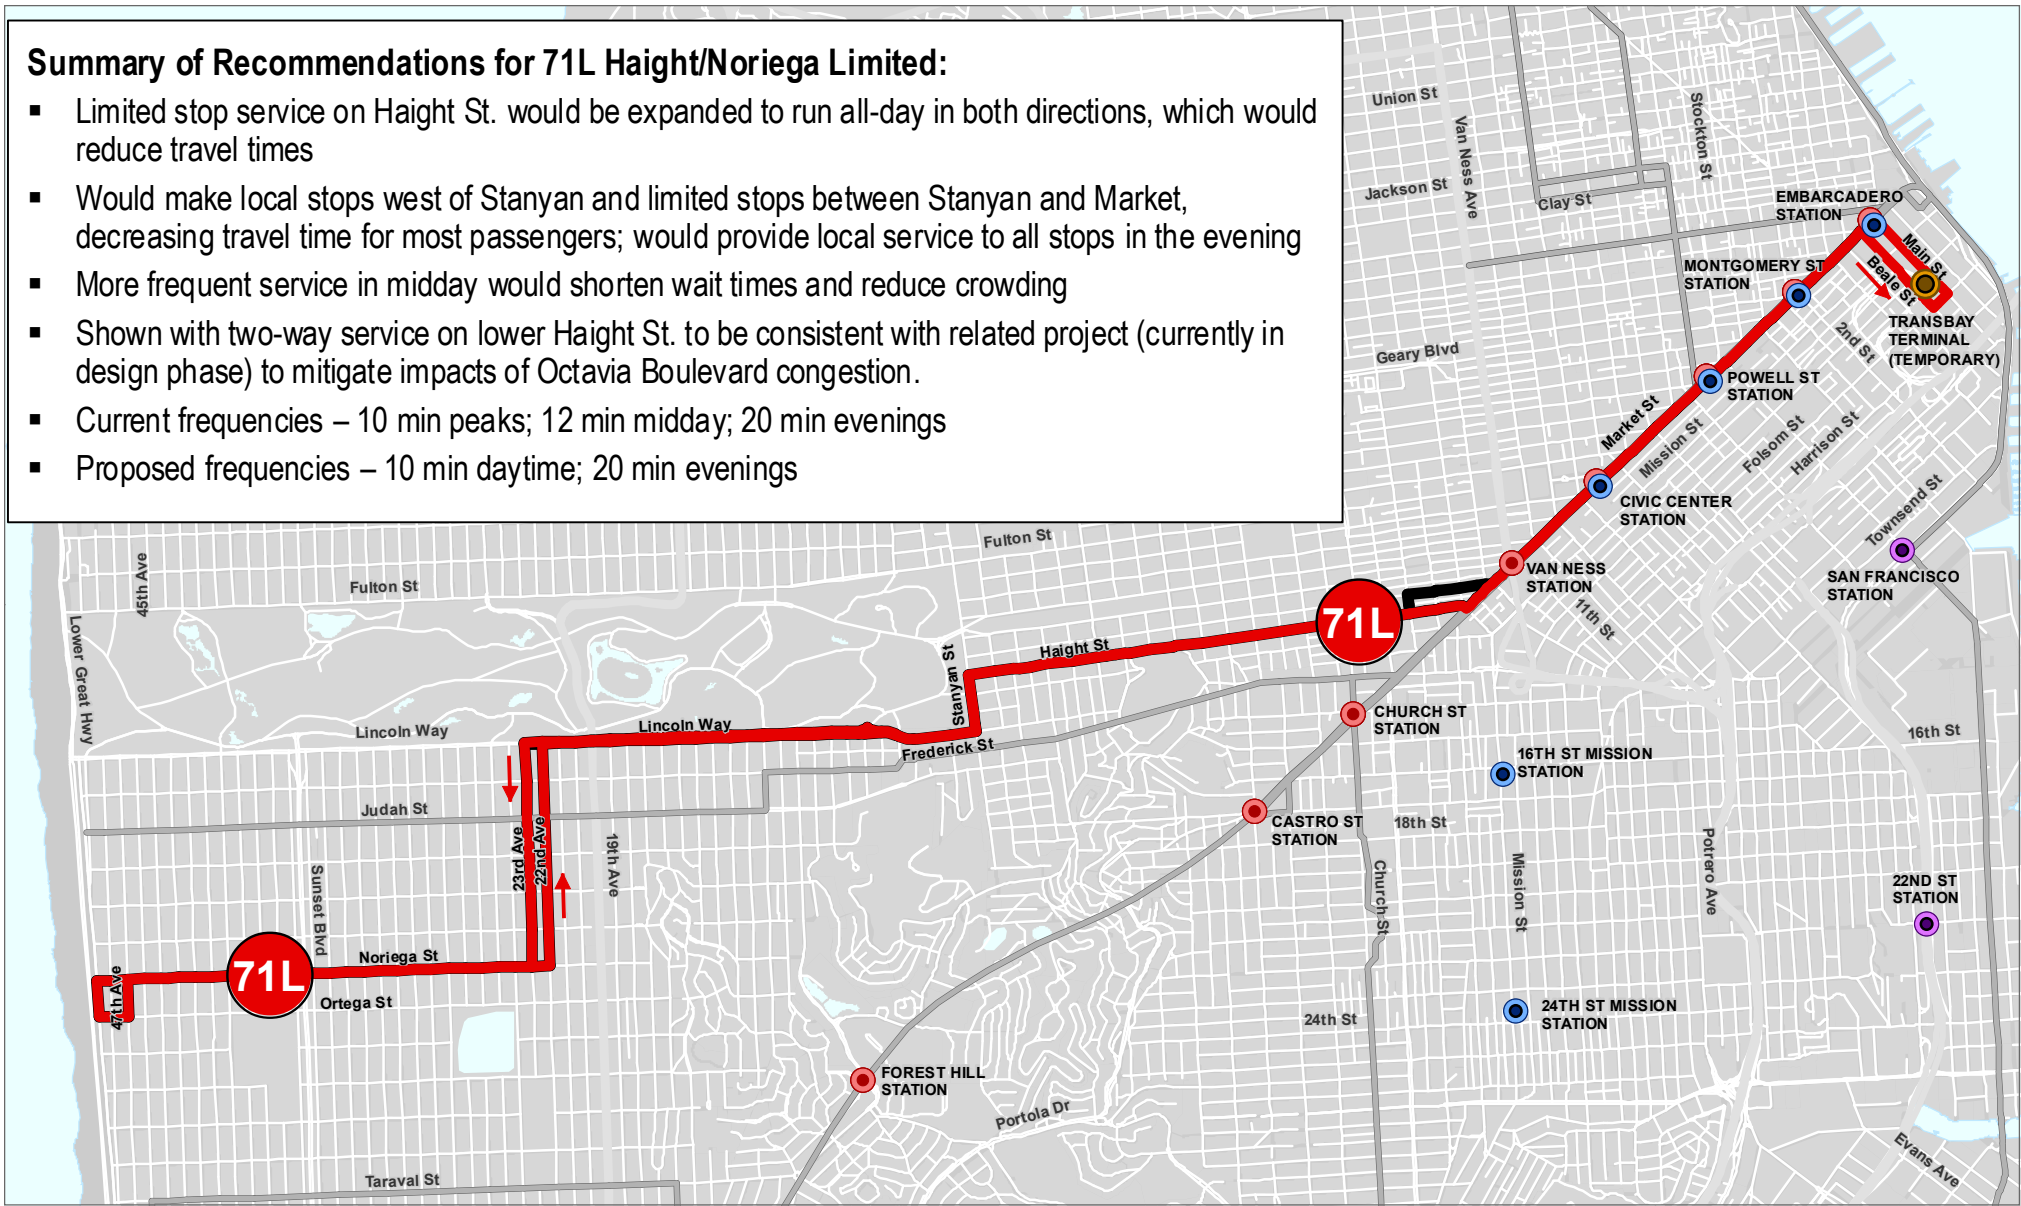 Summary of Recommendations for 71L Haight/Noriega Limited:
▪ Limited stop service on Haight St. would be expanded to run all-day in both directions, which would
reduce travel times
▪ Would make local stops west of Stanyan and limited stops between Stanyan and Market,
decreasing travel time for most passengers; would provide local service to all stops in the evening
▪ More frequent service in midday would shorten wait times and reduce crowding
▪ Shown with two-way service on lower Haight St. to be consistent with related project (currently in
design phase) to mitigate impacts of Octavia Boulevard congestion.
▪ Current frequencies – 10 min peaks; 12 min midday; 20 min evenings
▪ Proposed frequencies – 10 min daytime; 20 min evenings
Union St
Van Ness Ave
Stockton St
Jackson St
Clay St
EMBARCADERO
STATION
Main St
Beale St
MONTGOMERY ST
STATION
TRANSBAY
TERMINAL
(TEMPORARY)
2nd St
Geary Blvd
POWELL ST
STATION
Market St
Mission St
Folsom St
Harrison St
CIVIC CENTER
STATION
Townsend St
SAN FRANCISCO
STATION
VAN NESS
STATION
11th St
Fulton St
45th Ave
Fulton St
71L
Lower Great Hwy
Haight St
Stanyan St
Lincoln Way
Lincoln Way
Frederick St
CHURCH ST
STATION
16th St
16TH ST MISSION
STATION
Judah St
CASTRO ST
STATION
18th St
23rd Ave
22nd Ave
19th Ave
Sunset Blvd
Church St
Mission St
Potrero Ave
22ND ST
STATION
Noriega St
71L
47th Ave
Ortega St
24th St
24TH ST MISSION
STATION
FOREST HILL
STATION
Portola Dr
Evans Ave
Taraval St